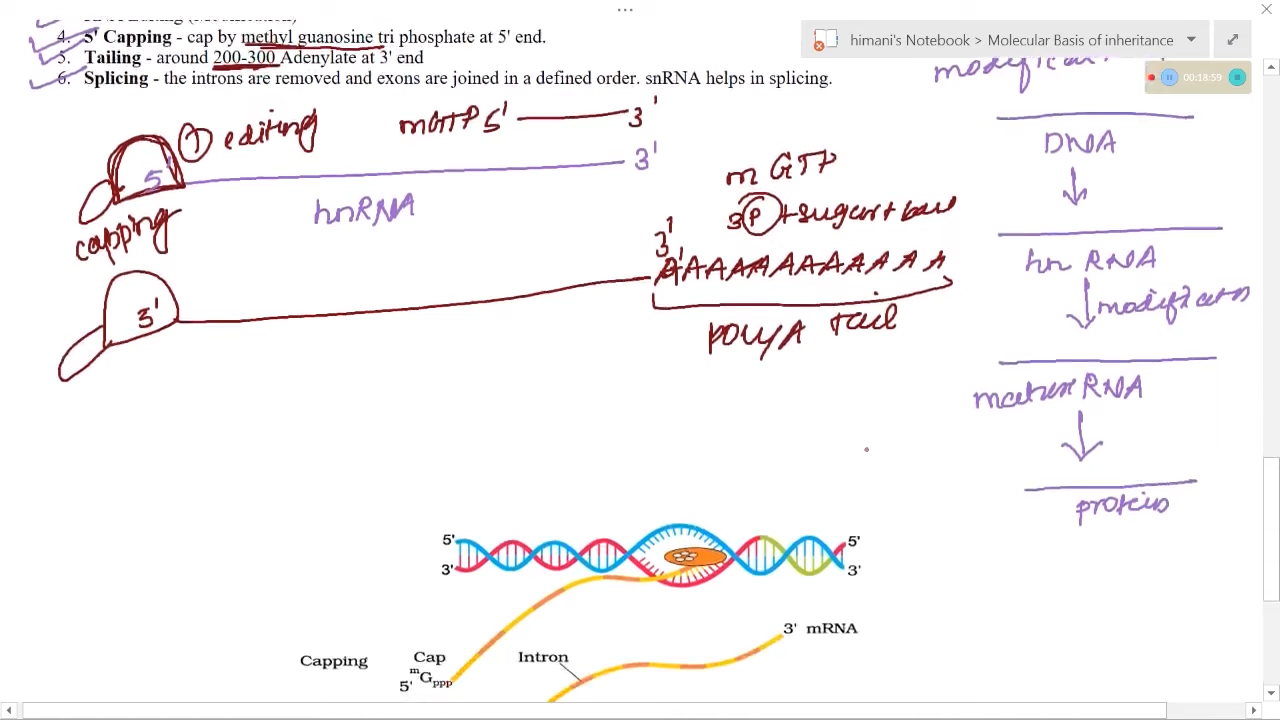 4. 5' Capping - cap by methyl guanosine tri phosphate at 5' end.
5. Tailing - around 200-300 Adenylate at 3' end
6. Splicing - the introns are removed and exons are joined in a defined order. snRNA helps in splicing.
himani's Notebook > Molecular Basis of inheritance
00:18:59
1 editing
mGTP 5' 3'
5' 3'
hnRNA
capping
m GTP
3 P + sugar + base
3'
AAAAAAAAAAAA
poly A tail
3'
DNA
hn RNA
modification
mature RNA
protein
5' 5'
3' 3'
3' mRNA
Capping Cap Intron
5' mGppp